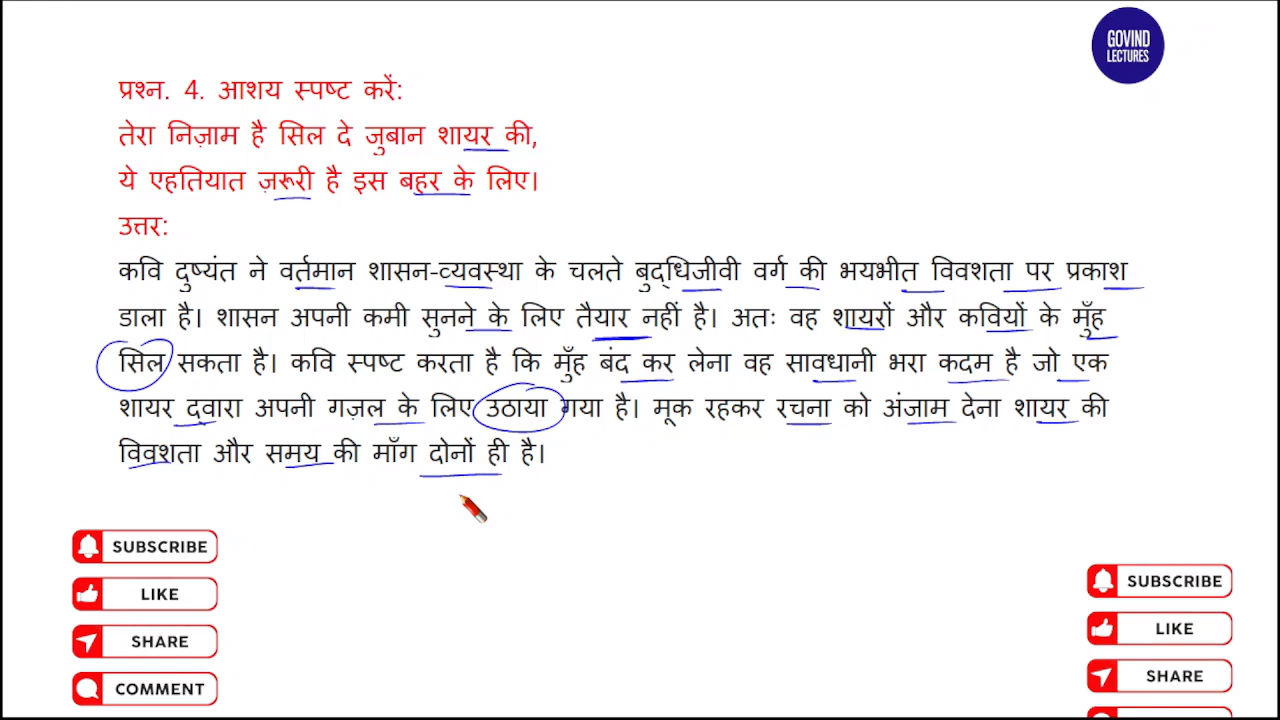 GOVIND
LECTURES
प्रश्न. 4. आशय स्पष्ट करें:
तेरा निज़ाम है सिल दे जुबान शायर की,
ये एहतियात ज़रूरी है इस बहर के लिए।
उत्तर:
कवि दुष्यंत ने वर्तमान शासन-व्यवस्था के चलते बुद्धिजीवी वर्ग की भयभीत विवशता पर प्रकाश
डाला है। शासन अपनी कमी सुनने के लिए तैयार नहीं है। अतः वह शायरों और कवियों के मुँह
सिल सकता है। कवि स्पष्ट करता है कि मुँह बंद कर लेना वह सावधानी भरा कदम है जो एक
शायर द्वारा अपनी गज़ल के लिए उठाया गया है। मूक रहकर रचना को अंजाम देना शायर की
विवशता और समय की माँग दोनों ही है।
SUBSCRIBE
LIKE
SHARE
COMMENT
SUBSCRIBE
LIKE
SHARE